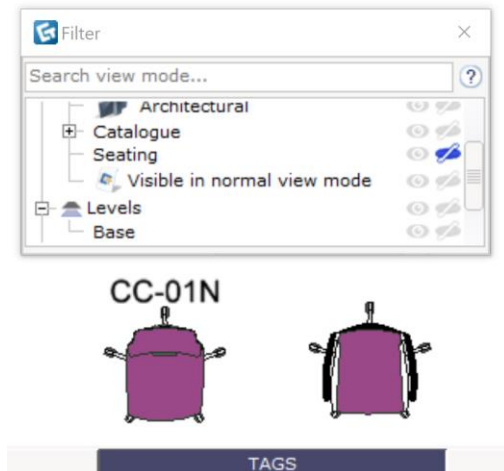 Filter
Search view mode...
?
Architectural
Catalogue
Seating
Visible in normal view mode
Levels
Base
CC-01N
TAGS